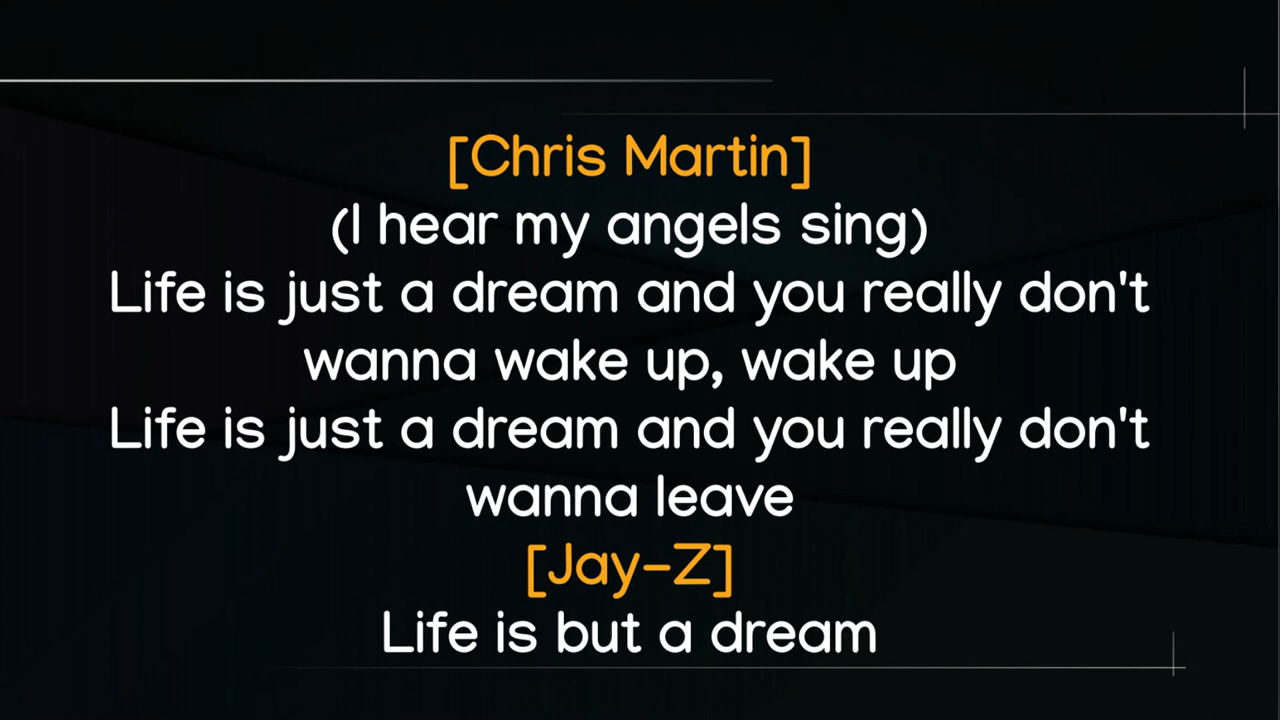 [Chris Martin]
(I hear my angels sing)
Life is just a dream and you really don't
wanna wake up, wake up
Life is just a dream and you really don't
wanna leave
[Jay-Z]
Life is but a dream